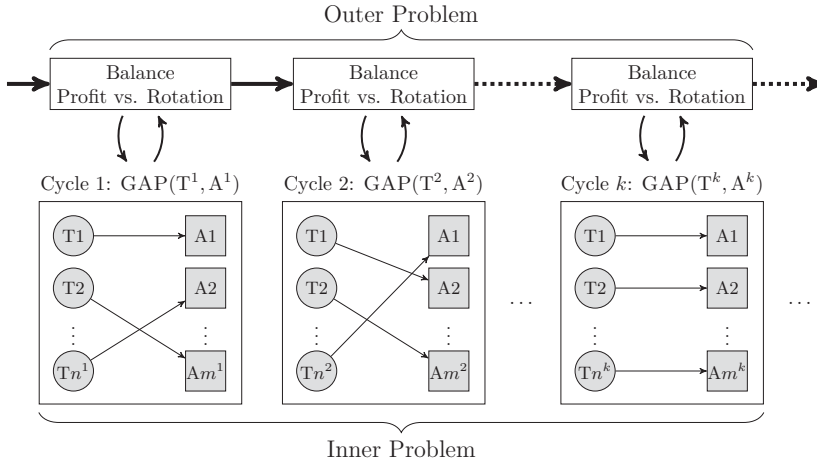 Outer Problem
Balance
Profit vs. Rotation
Balance
Profit vs. Rotation
Balance
Profit vs. Rotation
Cycle 1: GAP(T¹, A¹)
Cycle 2: GAP(T², A²)
Cycle k: GAP(Tᵏ, Aᵏ)
T1 A1
T2 A2
⋮ ⋮
Tn¹ Am¹
T1 A1
T2 A2
⋮ ⋮
Tn² Am²
...
T1 A1
T2 A2
⋮ ⋮
Tnᵏ Amᵏ
...
Inner Problem